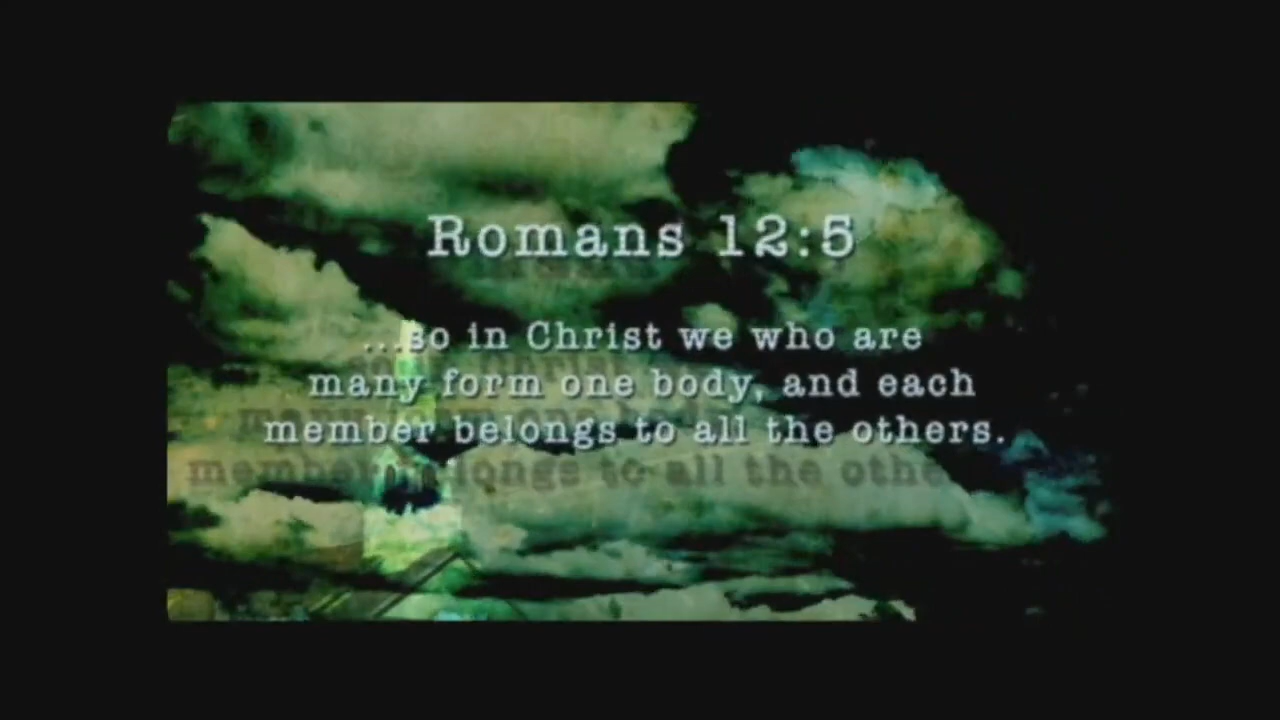 Romans 12:5
...so in Christ we who are
many form one body, and each
member belongs to all the others.